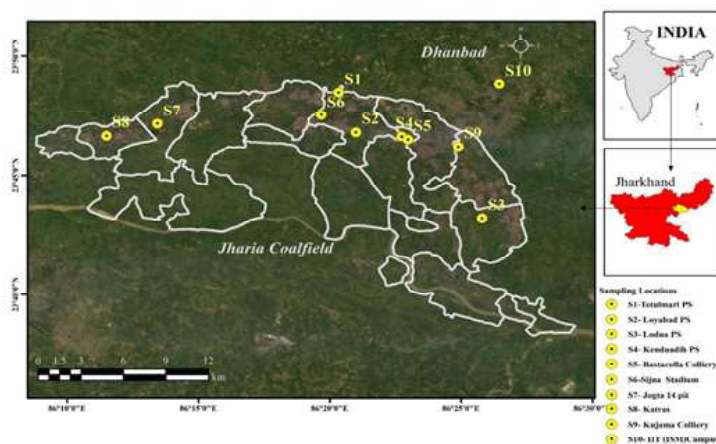 Dhanbad
S1
S10
S6
S7
S8
S2
S4
S5
S9
S3
Jharia Coalfield
23°50'0"N
23°45'0"N
23°40'0"N
0 1.5 3 6 9 12
km
86°10'0"E
86°15'0"E
86°20'0"E
86°25'0"E
86°30'0"
INDIA
Jharkhand
Sampling Locations
S1-Tetulmari PS
S2- Loyabad PS
S3- Lodna PS
S4- Kenduadih PS
S5- Bastacolla Colliery
S6-Sijua Stadium
S7- Jogta 14 pit
S8- Katras
S9- Kujama Colliery
S10- IIT (ISM)Campu